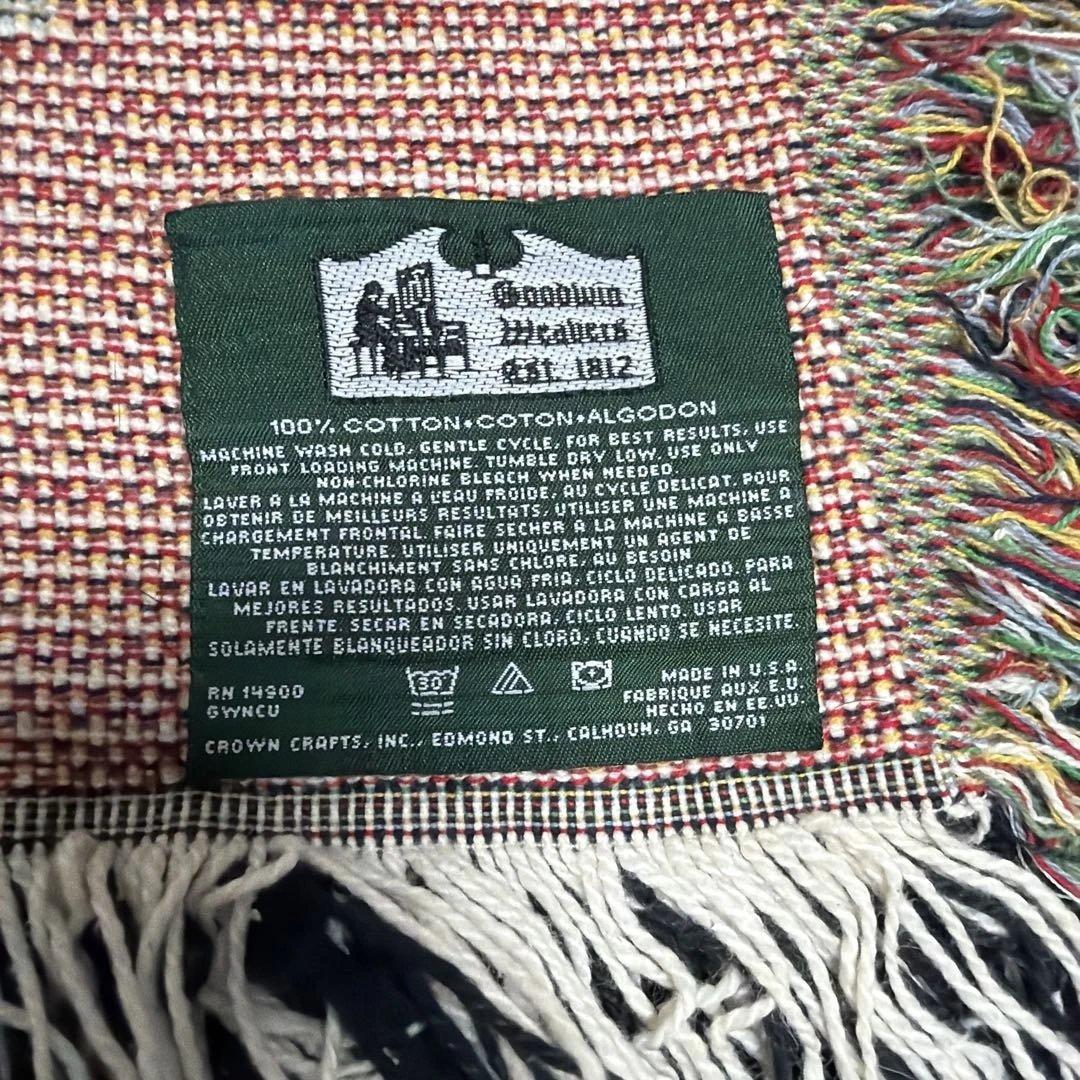 Goodwin
Weavers
EST. 1812
100% COTTON•COTON•ALGODON
MACHINE WASH COLD, GENTLE CYCLE, FOR BEST RESULTS, USE
FRONT LOADING MACHINE. TUMBLE DRY LOW. USE ONLY
NON-CHLORINE BLEACH WHEN NEEDED.
LAVER A LA MACHINE A L'EAU FROIDE, AU CYCLE DELICAT. POUR
OBTENIR DE MEILLEURS RESULTATS, UTILISER UNE MACHINE A
CHARGEMENT FRONTAL. FAIRE SECHER A LA MACHINE A BASSE
TEMPERATURE. UTILISER UNIQUEMENT UN AGENT DE
BLANCHIMENT SANS CHLORE, AU BESOIN
LAVAR EN LAVADORA CON AGUA FRIA, CICLO DELICADO. PARA
MEJORES RESULTADOS, USAR LAVADORA CON CARGA AL
FRENTE. SECAR EN SECADORA, CICLO LENTO. USAR
SOLAMENTE BLANQUEADOR SIN CLORO, CUANDO SE NECESITE.
30
RN 14900
GWNCU
MADE IN U.S.A.
FABRIQUE AUX E.U.
HECHO EN EE.UU.
CROWN CRAFTS, INC., EDMOND ST., CALHOUN, GA 30701